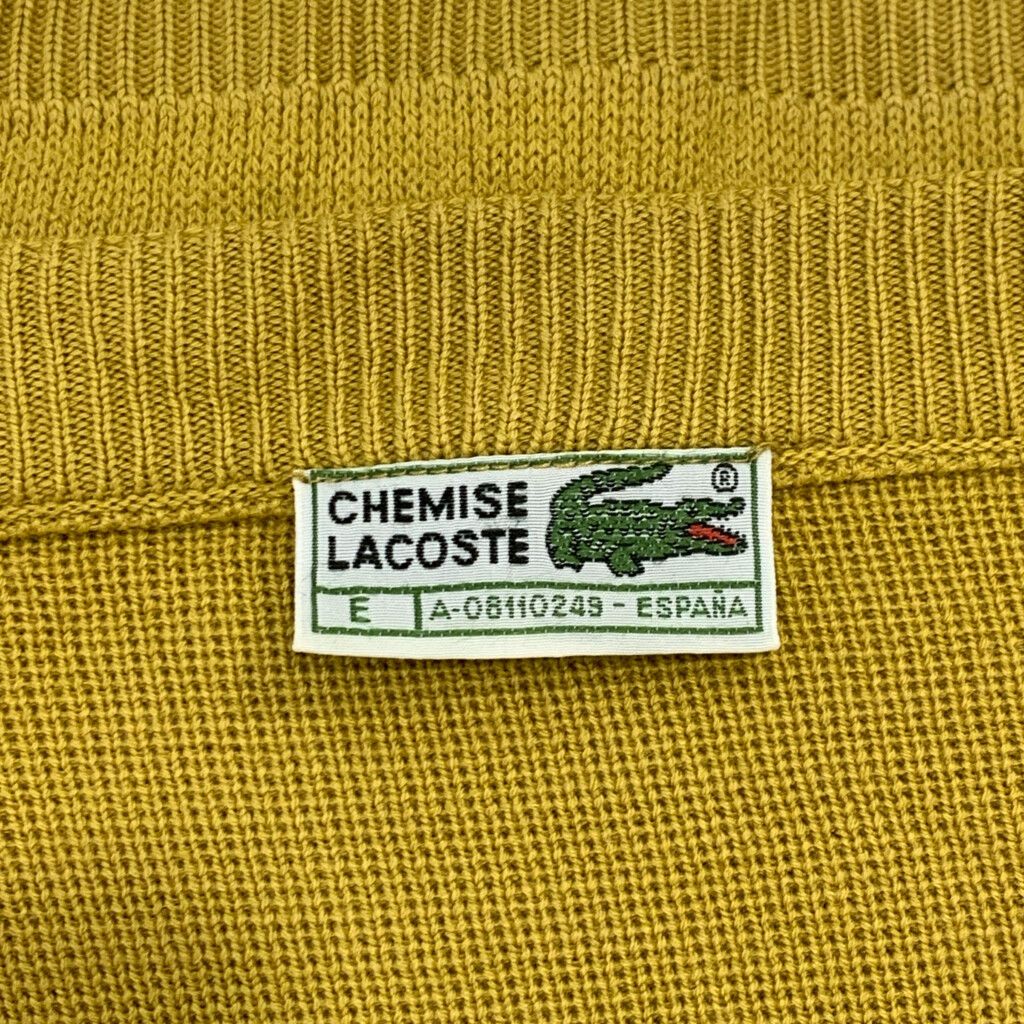 CHEMISE
LACOSTE
®
E
A-08110249 - ESPAÑA